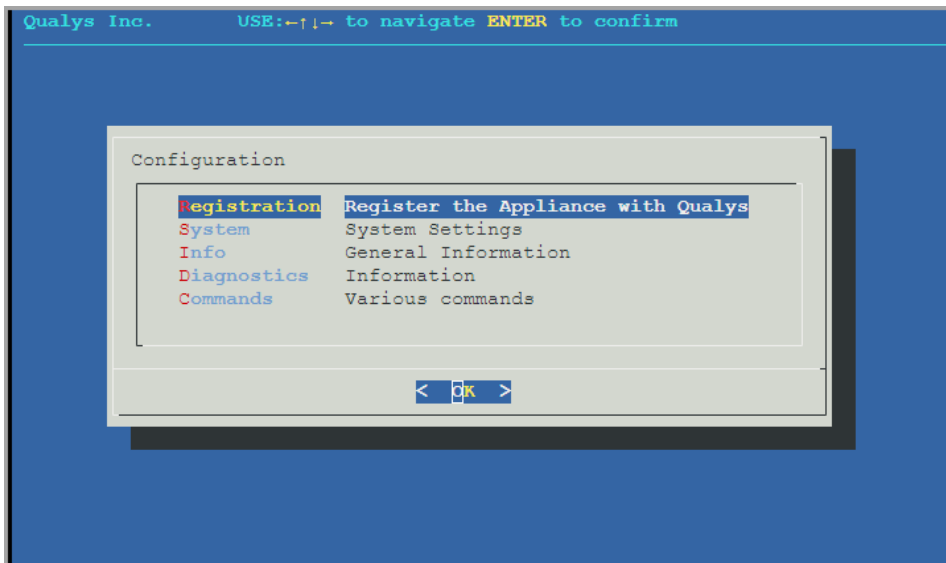 Qualys Inc. USE:←↑↓→ to navigate ENTER to confirm
Configuration
Registration Register the Appliance with Qualys
System System Settings
Info General Information
Diagnostics Information
Commands Various commands
< OK >